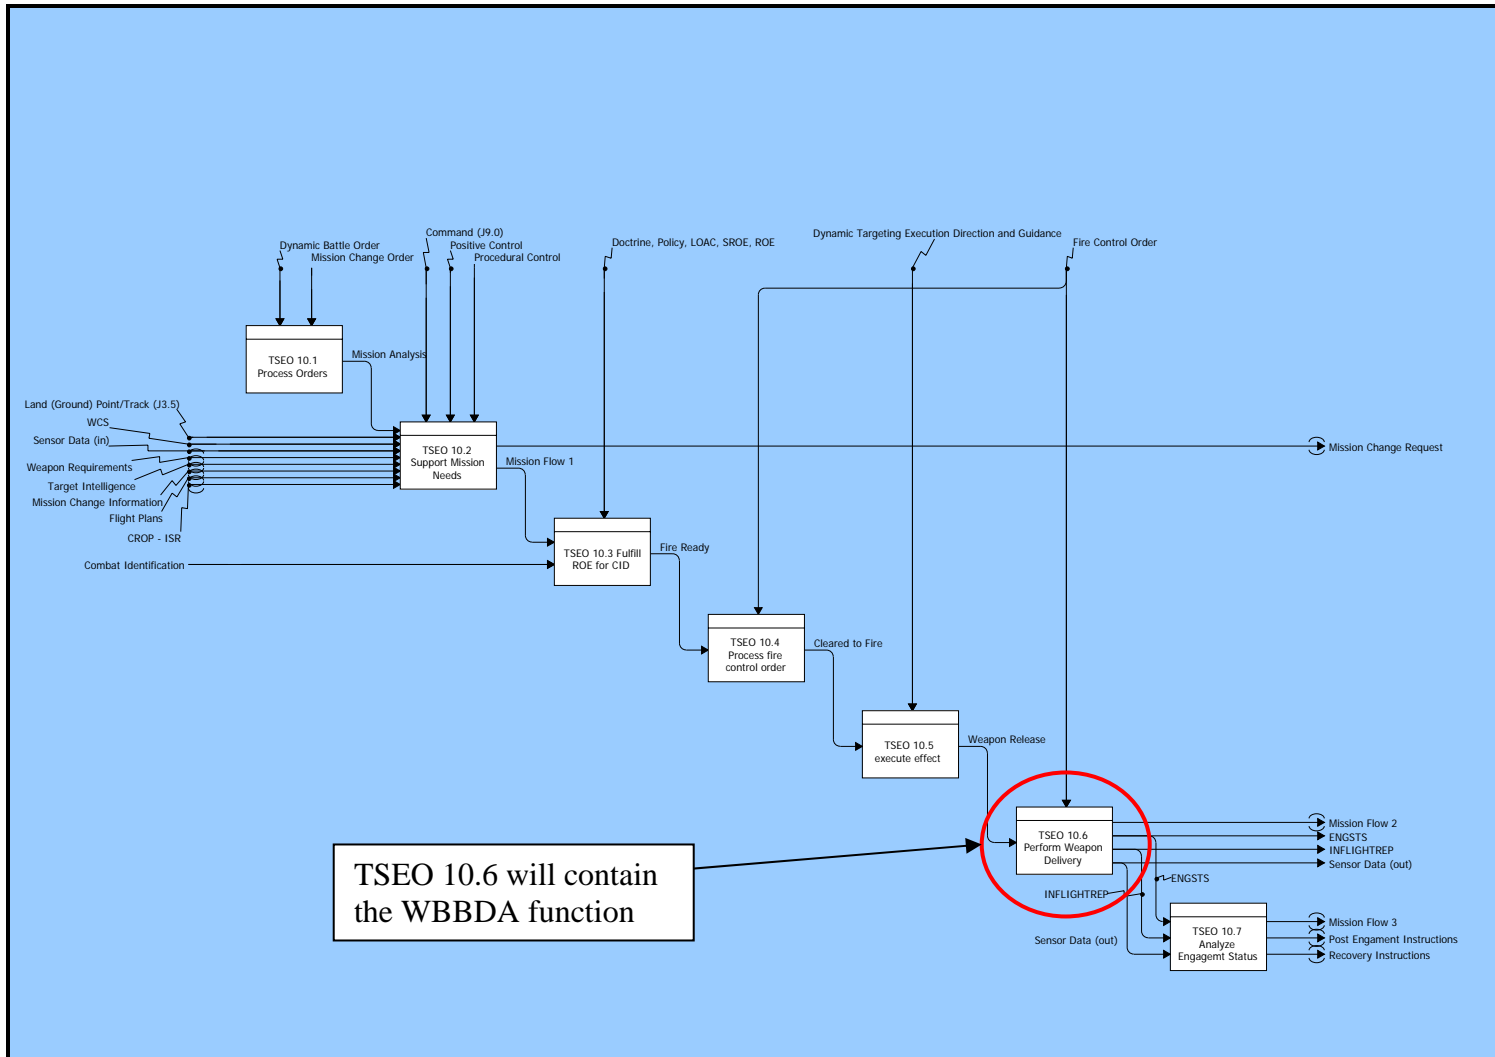 Dynamic Battle Order
Mission Change Order
Command (J9.0)
Positive Control
Procedural Control
Doctrine, Policy, LOAC, SROE, ROE
Dynamic Targeting Execution Direction and Guidance
Fire Control Order
TSEO 10.1
Process Orders
Mission Analysis
Land (Ground) Point/Track (J3.5)
WCS
Sensor Data (in)
Weapon Requirements
Target Intelligence
Mission Change Information
Flight Plans
CROP - ISR
TSEO 10.2
Support Mission
Needs
Mission Change Request
Mission Flow 1
Combat Identification
TSEO 10.3 Fulfill
ROE for CID
Fire Ready
TSEO 10.4
Process fire
control order
Cleared to Fire
TSEO 10.5
execute effect
Weapon Release
TSEO 10.6
Perform Weapon
Delivery
Mission Flow 2
ENGSTS
INFLIGHTREP
Sensor Data (out)
TSEO 10.6 will contain
the WBBDA function
ENGSTS
INFLIGHTREP
Sensor Data (out)
TSEO 10.7
Analyze
Engagemt Status
Mission Flow 3
Post Engament Instructions
Recovery Instructions